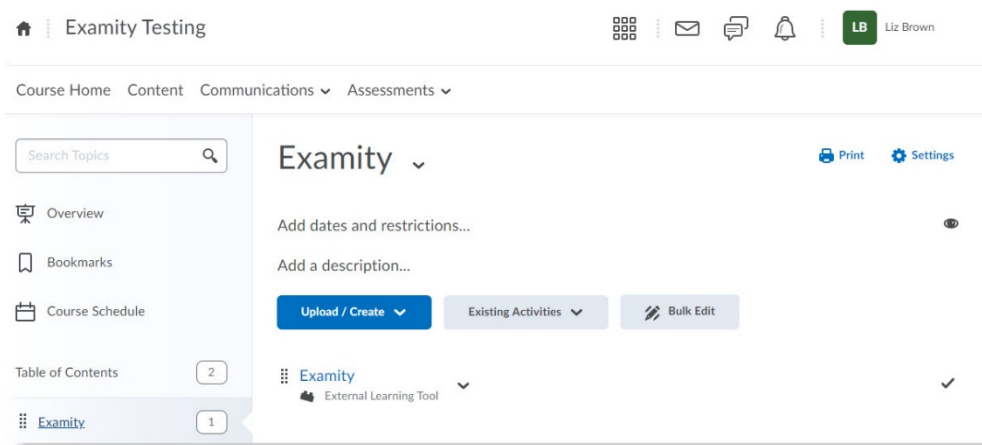 Examity Testing
LB
Liz Brown
Course Home Content Communications Assessments
Search Topics
Overview
Bookmarks
Course Schedule
Table of Contents 2
Examity 1
Examity
Print Settings
Add dates and restrictions...
Add a description...
Upload / Create Existing Activities Bulk Edit
Examity
External Learning Tool